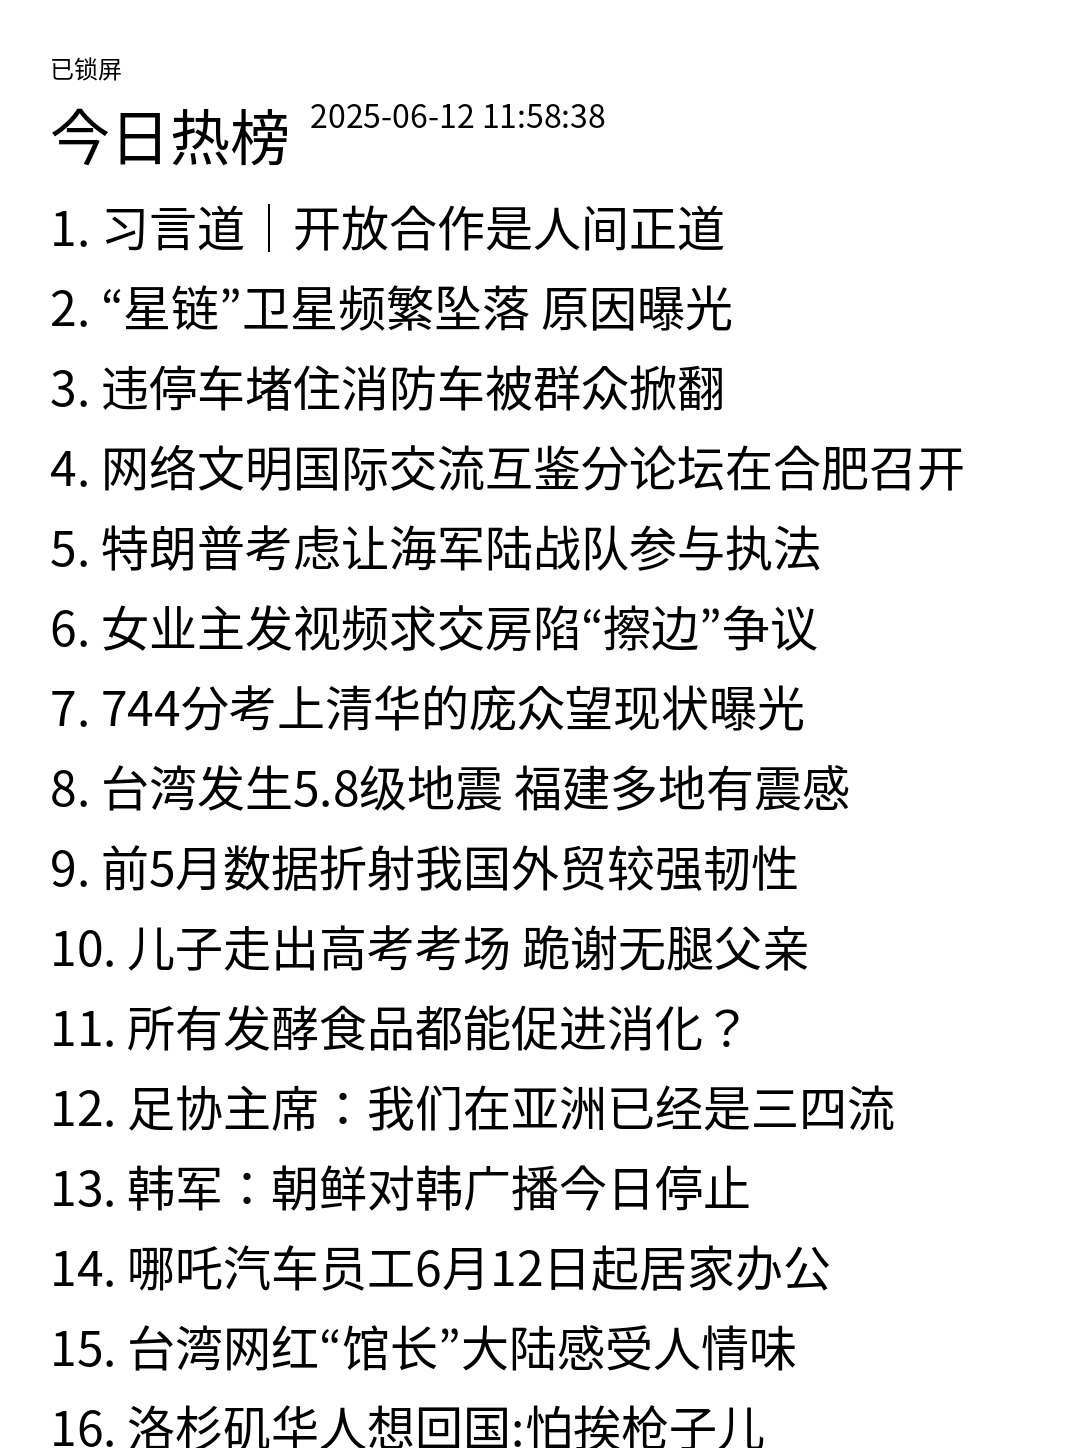 已锁屏
今日热榜 2025-06-12 11:58:38
1. 习言道｜开放合作是人间正道
2. “星链”卫星频繁坠落 原因曝光
3. 违停车堵住消防车被群众掀翻
4. 网络文明国际交流互鉴分论坛在合肥召开
5. 特朗普考虑让海军陆战队参与执法
6. 女业主发视频求交房陷“擦边”争议
7. 744分考上清华的庞众望现状曝光
8. 台湾发生5.8级地震 福建多地有震感
9. 前5月数据折射我国外贸较强韧性
10. 儿子走出高考考场 跪谢无腿父亲
11. 所有发酵食品都能促进消化？
12. 足协主席：我们在亚洲已经是三四流
13. 韩军：朝鲜对韩广播今日停止
14. 哪吒汽车员工6月12日起居家办公
15. 台湾网红“馆长”大陆感受人情味
16. 洛杉矶华人想回国:怕挨枪子儿